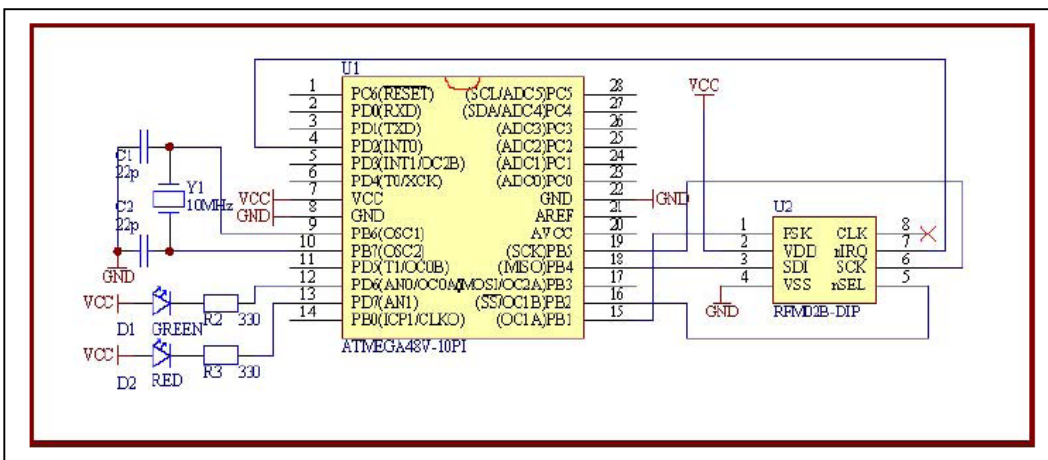 U1
1 PC6(RESET) (SCL/ADC5)PC5 28
2 PD0(RXD) (SDA/ADC4)PC4 27
3 PD1(TXD) (ADC3)PC3 26
4 PD2(INT0) (ADC2)PC2 25
5 PD3(INT1/OC2B) (ADC1)PC1 24
6 PD4(T0/XCK) (ADC0)PC0 23
7 VCC GND 22
8 GND AREF 21
9 PB6(OSC1) AVCC 20
10 PB7(OSC2) (SCK)PB5 19
11 PD5(T1/OC0B) (MISO)PB4 18
12 PD6(AN0/OC0A)(MOSI/OC2A)PB3 17
13 PD7(AN1) (SS/OC1B)PB2 16
14 PB0(ICP1/CLKO) (OC1A)PB1 15
ATMEGA48V-10PI
C1
22p
Y1
10MHz
C2
22p
GND
VCC
GND
GND
VCC
D1 GREEN R2 330
VCC
D2 RED R3 330
VCC
U2
1 FSK CLK 8
2 VDD nIRQ 7
3 SDI SCK 6
4 VSS nSEL 5
GND
RFM02B-DIP